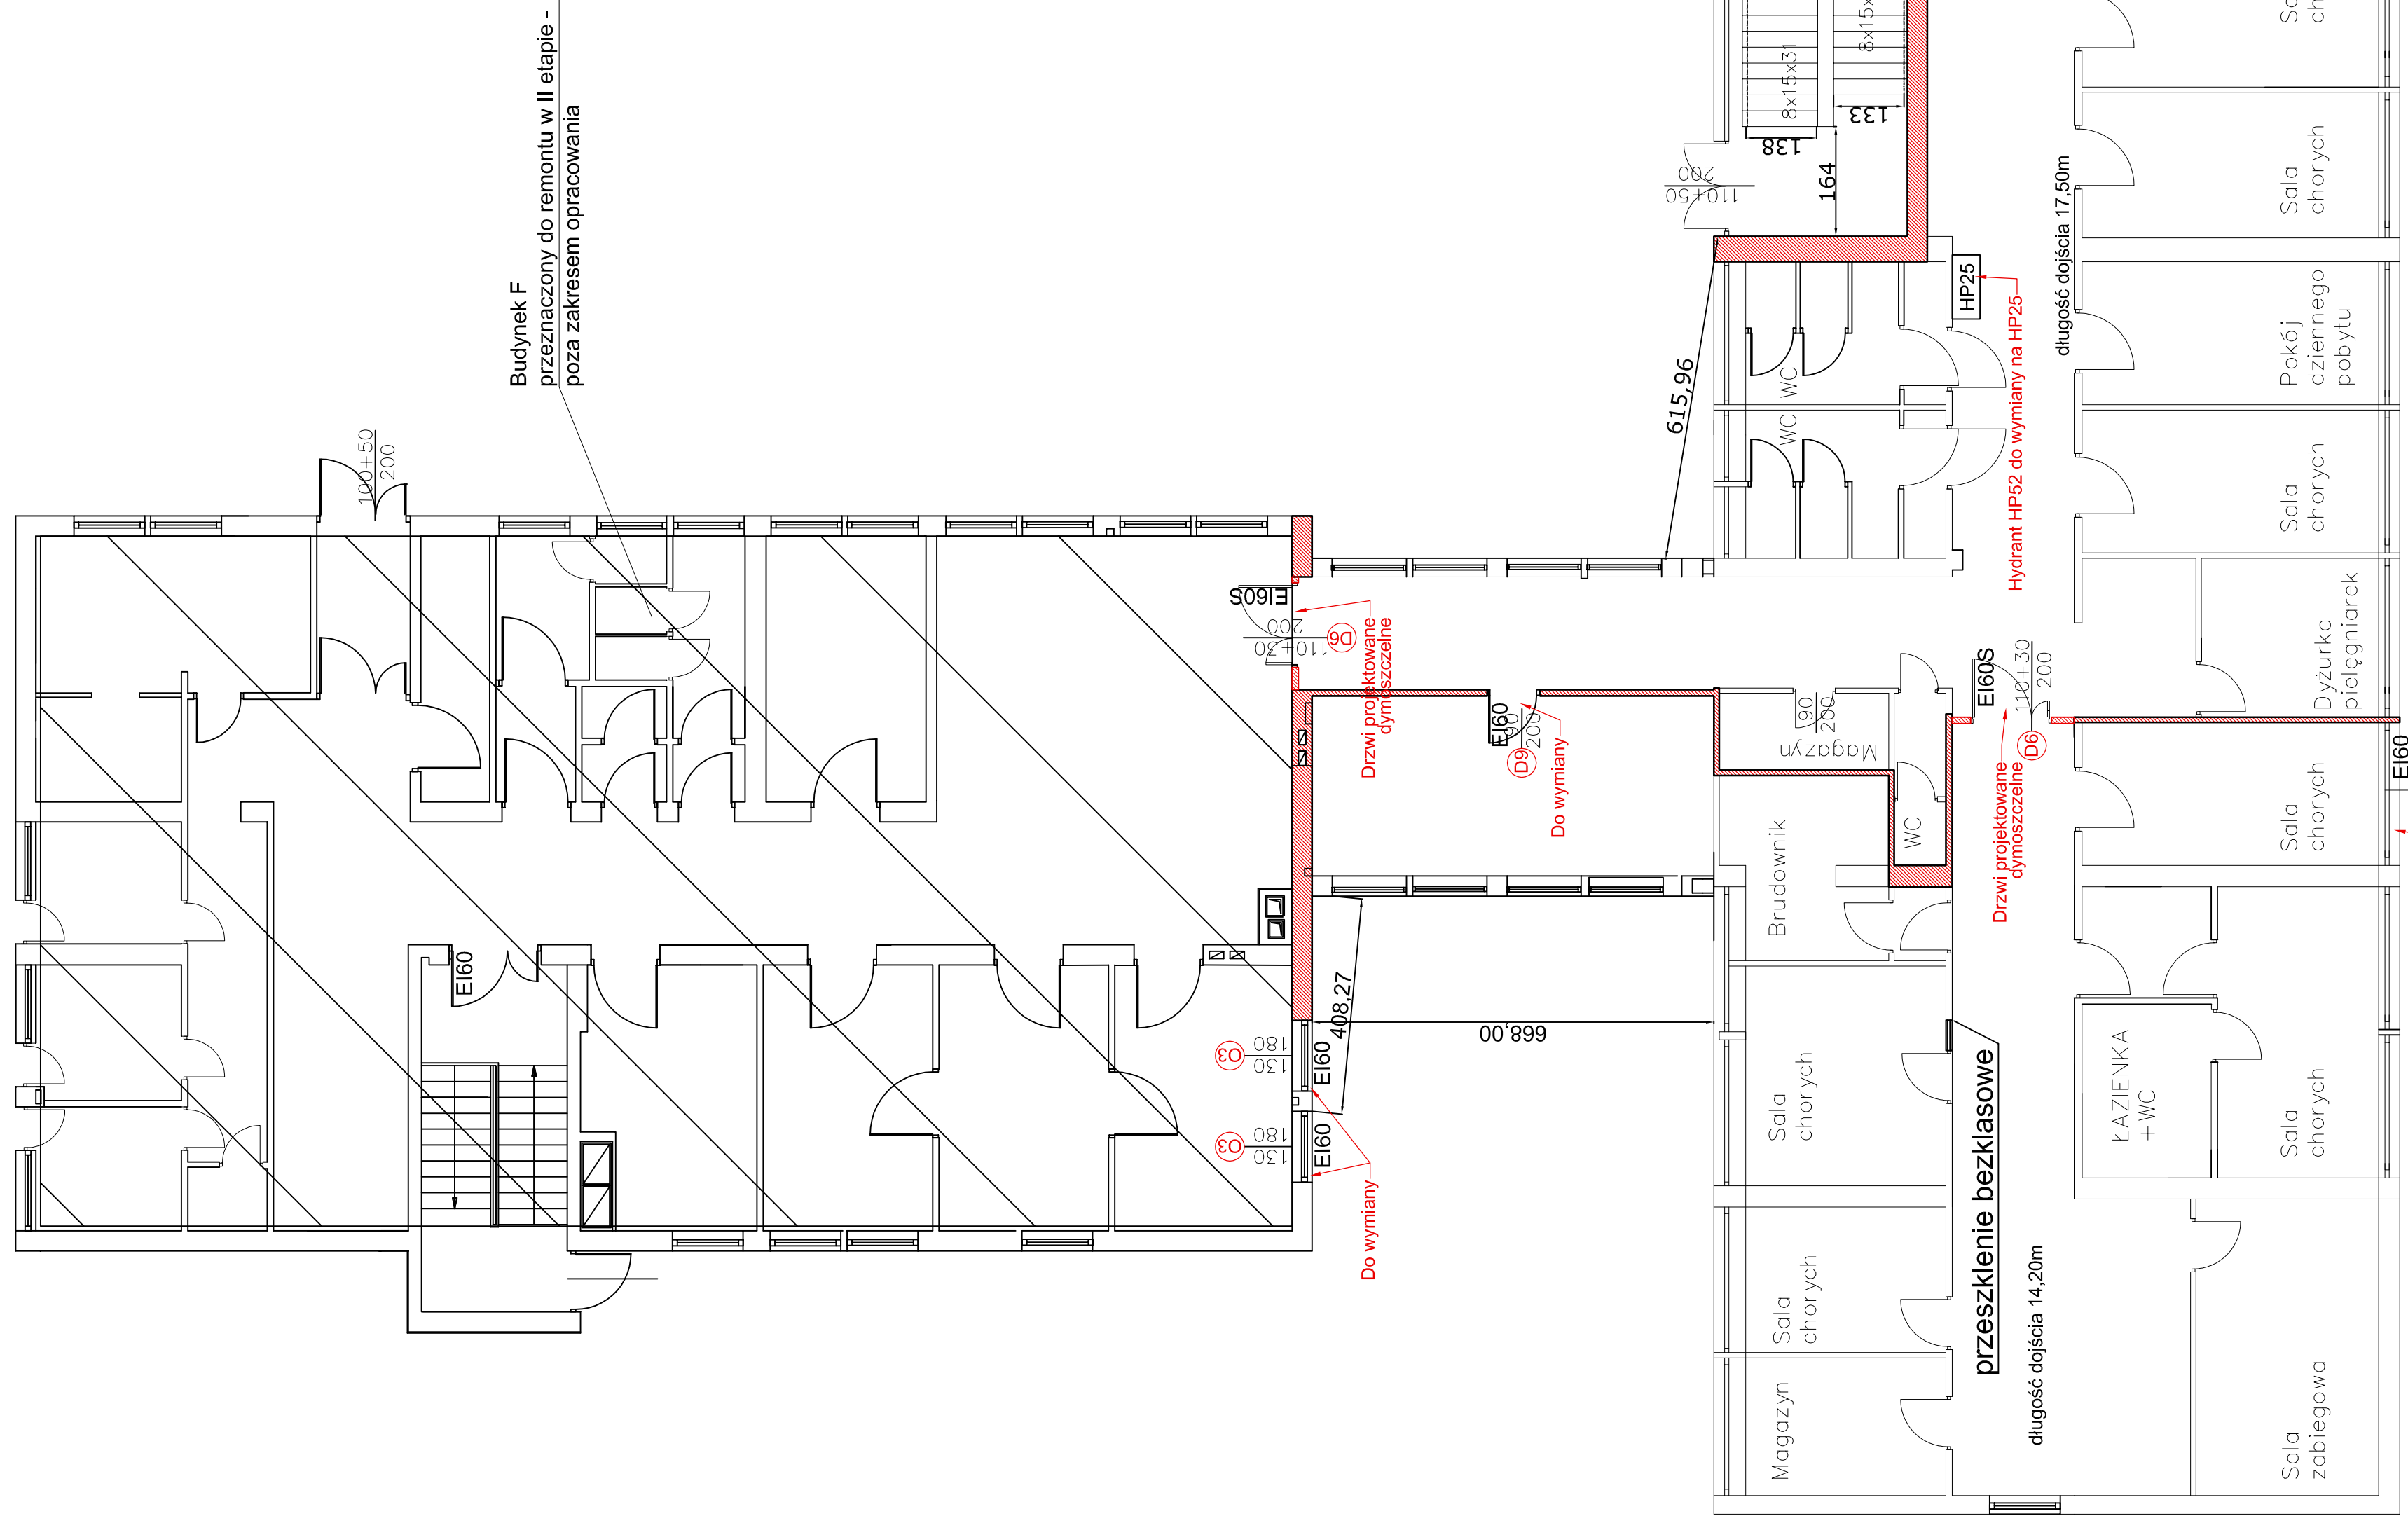 Budynek F
przeznaczony do remontu w II etapie -
poza zakresem opracowania
100+50
200
8x15x31
138
133
164
110+50
200
615,96
WC
WC
HP25
Hydrant HP52 do wymiany na HP25
długość dojścia 17,50m
Sala
chorych
Pokój
dziennego
pobytu
Sala
chorych
Dyżurka
pielęgniarek
EI60S
110+30
200
D6
Drzwi projektowane
dymoszczelne
EI60
90
200
D9
Do wymiany
90
200
Magazyn
WC
Brudownik
EI60S
110+30
200
D6
Drzwi projektowane
dymoszczelne
Sala
chorych
EI60
EI60
408,27
668,00
O3
130
180
EI60
O3
130
180
EI60
Do wymiany
Sala
chorych
Sala
chorych
Magazyn
przeszklenie bezklasowe
długość dojścia 14,20m
ŁAZIENKA
+WC
Sala
chorych
Sala
zabiegowa